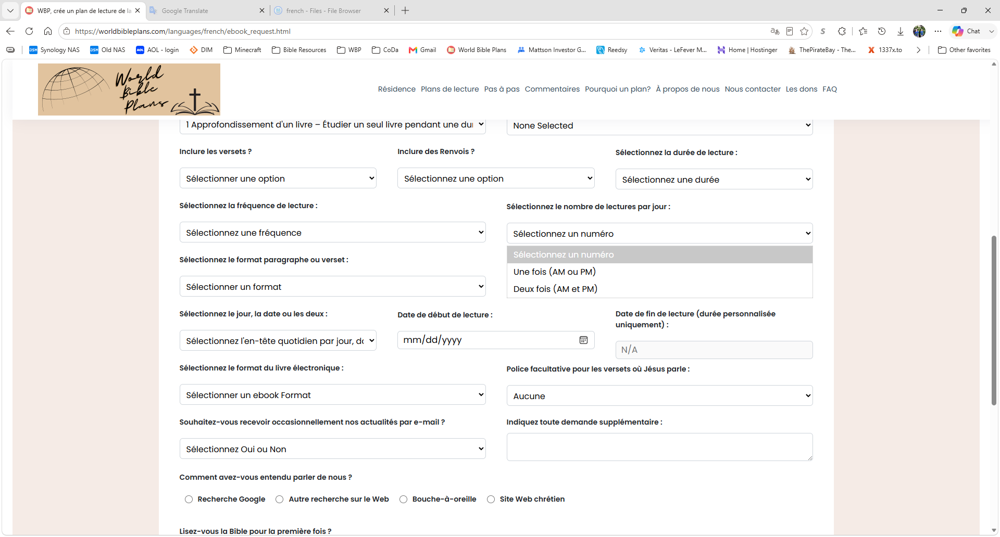 WBP, crée un plan de lecture de la
Google Translate
french - Files - File Browser
https://worldbibleplans.com/languages/french/ebook_request.html
Chat
Synology NAS
Old NAS
AOL - login
DIM
Minecraft
Bible Resources
WBP
CoDa
Gmail
World Bible Plans
Mattson Investor G...
Reedsy
Veritas - LeFever M...
Home | Hostinger
ThePirateBay - The...
1337x.to
Other favorites
World
Bible
Plans
Résidence Plans de lecture Pas à pas Commentaires Pourquoi un plan? À propos de nous Nous contacter Les dons FAQ
1 Approfondissement d'un livre – Étudier un seul livre pendant une
None Selected
Inclure les versets ?
Inclure des Renvois ?
Sélectionnez la durée de lecture :
Sélectionner une option
Sélectionnez une option
Sélectionnez une durée
Sélectionnez la fréquence de lecture :
Sélectionnez le nombre de lectures par jour :
Sélectionnez une fréquence
Sélectionnez un numéro
Sélectionnez un numéro
Une fois (AM ou PM)
Deux fois (AM et PM)
Sélectionnez le format paragraphe ou verset :
Sélectionner un format
Sélectionnez le jour, la date ou les deux :
Date de début de lecture :
Date de fin de lecture (durée personnalisée
uniquement) :
Sélectionnez l'en-tête quotidien par jour,
mm/dd/yyyy
N/A
Sélectionnez le format du livre électronique :
Police facultative pour les versets où Jésus parle :
Sélectionner un ebook Format
Aucune
Souhaitez-vous recevoir occasionnellement nos actualités par e-mail ?
Indiquez toute demande supplémentaire :
Sélectionnez Oui ou Non
Comment avez-vous entendu parler de nous ?
Recherche Google
Autre recherche sur le Web
Bouche-à-oreille
Site Web chrétien
Lisez-vous la Bible pour la première fois ?